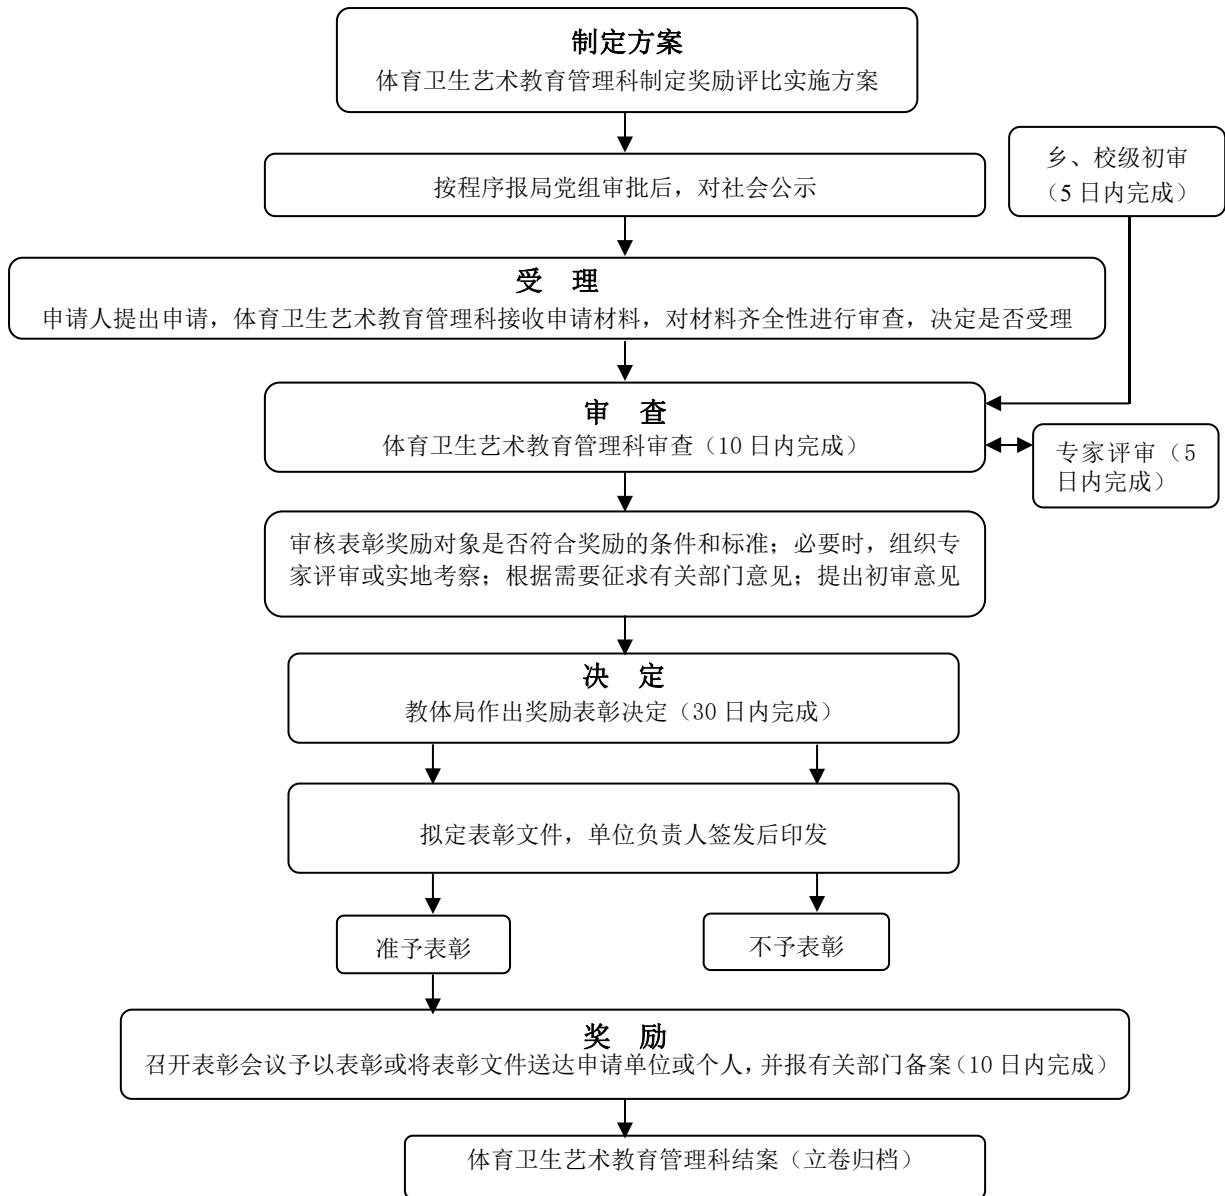 制定方案
体育卫生艺术教育管理科制定奖励评比实施方案
按程序报局党组审批后，对社会公示
乡、校级初审
（5 日内完成）
受 理
申请人提出申请，体育卫生艺术教育管理科接收申请材料，对材料齐全性进行审查，决定是否受理
审 查
体育卫生艺术教育管理科审查（10 日内完成）
专家评审（5
日内完成）
审核表彰奖励对象是否符合奖励的条件和标准；必要时，组织专
家评审或实地考察；根据需要征求有关部门意见；提出初审意见
决 定
教体局作出奖励表彰决定（30 日内完成）
拟定表彰文件，单位负责人签发后印发
准予表彰
不予表彰
奖 励
召开表彰会议予以表彰或将表彰文件送达申请单位或个人，并报有关部门备案（10 日内完成）
体育卫生艺术教育管理科结案（立卷归档）